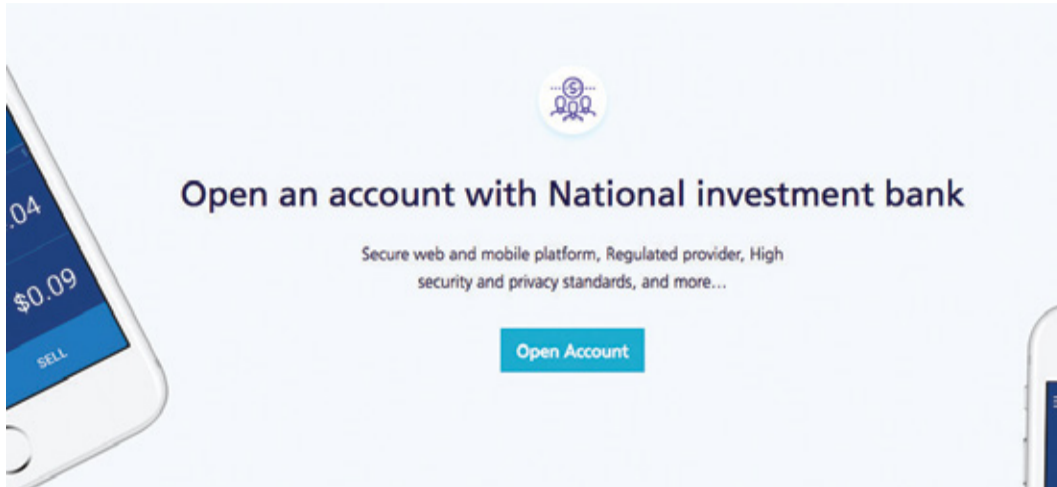 Open an account with National investment bank
Secure web and mobile platform, Regulated provider, High
security and privacy standards, and more...
.04
$0.09
SELL
Open Account